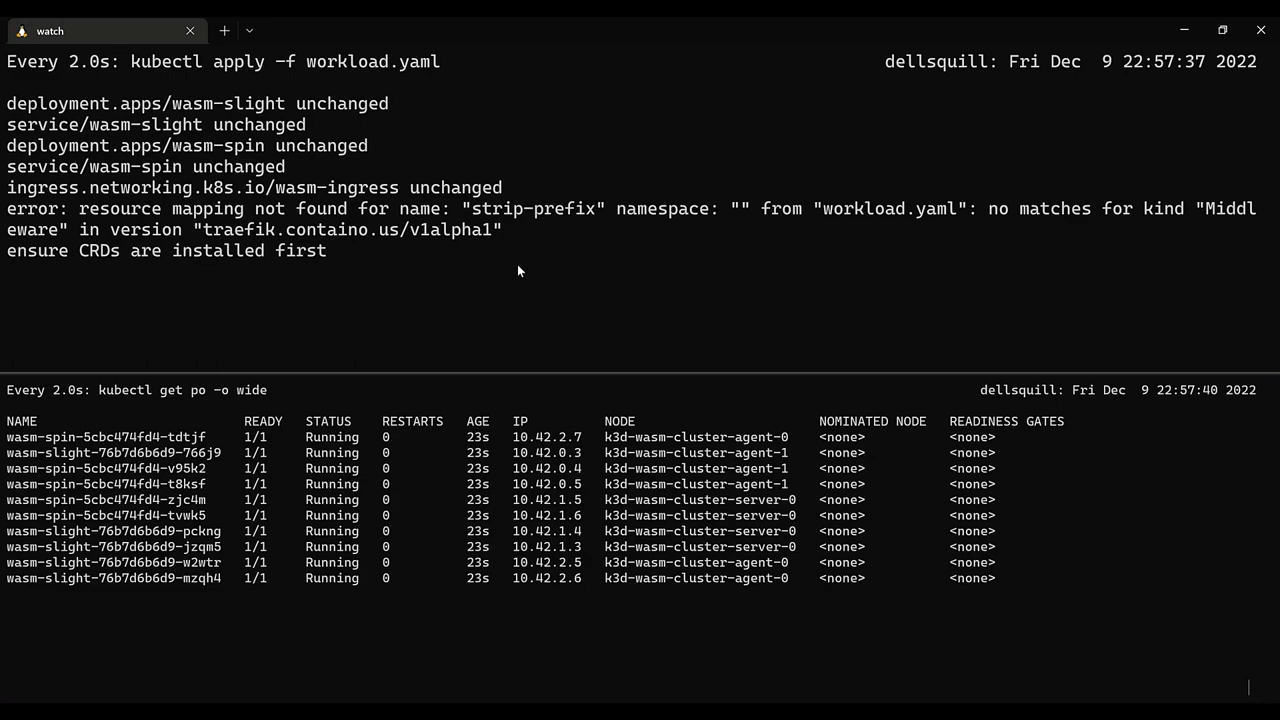 watch
Every 2.0s: kubectl apply -f workload.yaml dellsquill: Fri Dec  9 22:57:37 2022
deployment.apps/wasm-slight unchanged
service/wasm-slight unchanged
deployment.apps/wasm-spin unchanged
service/wasm-spin unchanged
ingress.networking.k8s.io/wasm-ingress unchanged
error: resource mapping not found for name: "strip-prefix" namespace: "" from "workload.yaml": no matches for kind "Middl
eware" in version "traefik.containo.us/v1alpha1"
ensure CRDs are installed first
Every 2.0s: kubectl get po -o wide dellsquill: Fri Dec  9 22:57:40 2022
NAME READY STATUS RESTARTS AGE IP NODE NOMINATED NODE READINESS GATES
wasm-spin-5cbc474fd4-tdtjf 1/1 Running 0 23s 10.42.2.7 k3d-wasm-cluster-agent-0 <none> <none>
wasm-slight-76b7d6b6d9-766j9 1/1 Running 0 23s 10.42.0.3 k3d-wasm-cluster-agent-1 <none> <none>
wasm-spin-5cbc474fd4-v95k2 1/1 Running 0 23s 10.42.0.4 k3d-wasm-cluster-agent-1 <none> <none>
wasm-spin-5cbc474fd4-t8ksf 1/1 Running 0 23s 10.42.0.5 k3d-wasm-cluster-agent-1 <none> <none>
wasm-spin-5cbc474fd4-zjc4m 1/1 Running 0 23s 10.42.1.5 k3d-wasm-cluster-server-0 <none> <none>
wasm-spin-5cbc474fd4-tvwk5 1/1 Running 0 23s 10.42.1.6 k3d-wasm-cluster-server-0 <none> <none>
wasm-slight-76b7d6b6d9-pckng 1/1 Running 0 23s 10.42.1.4 k3d-wasm-cluster-server-0 <none> <none>
wasm-slight-76b7d6b6d9-jzqm5 1/1 Running 0 23s 10.42.1.3 k3d-wasm-cluster-server-0 <none> <none>
wasm-slight-76b7d6b6d9-w2wtr 1/1 Running 0 23s 10.42.2.5 k3d-wasm-cluster-agent-0 <none> <none>
wasm-slight-76b7d6b6d9-mzqh4 1/1 Running 0 23s 10.42.2.6 k3d-wasm-cluster-agent-0 <none> <none>